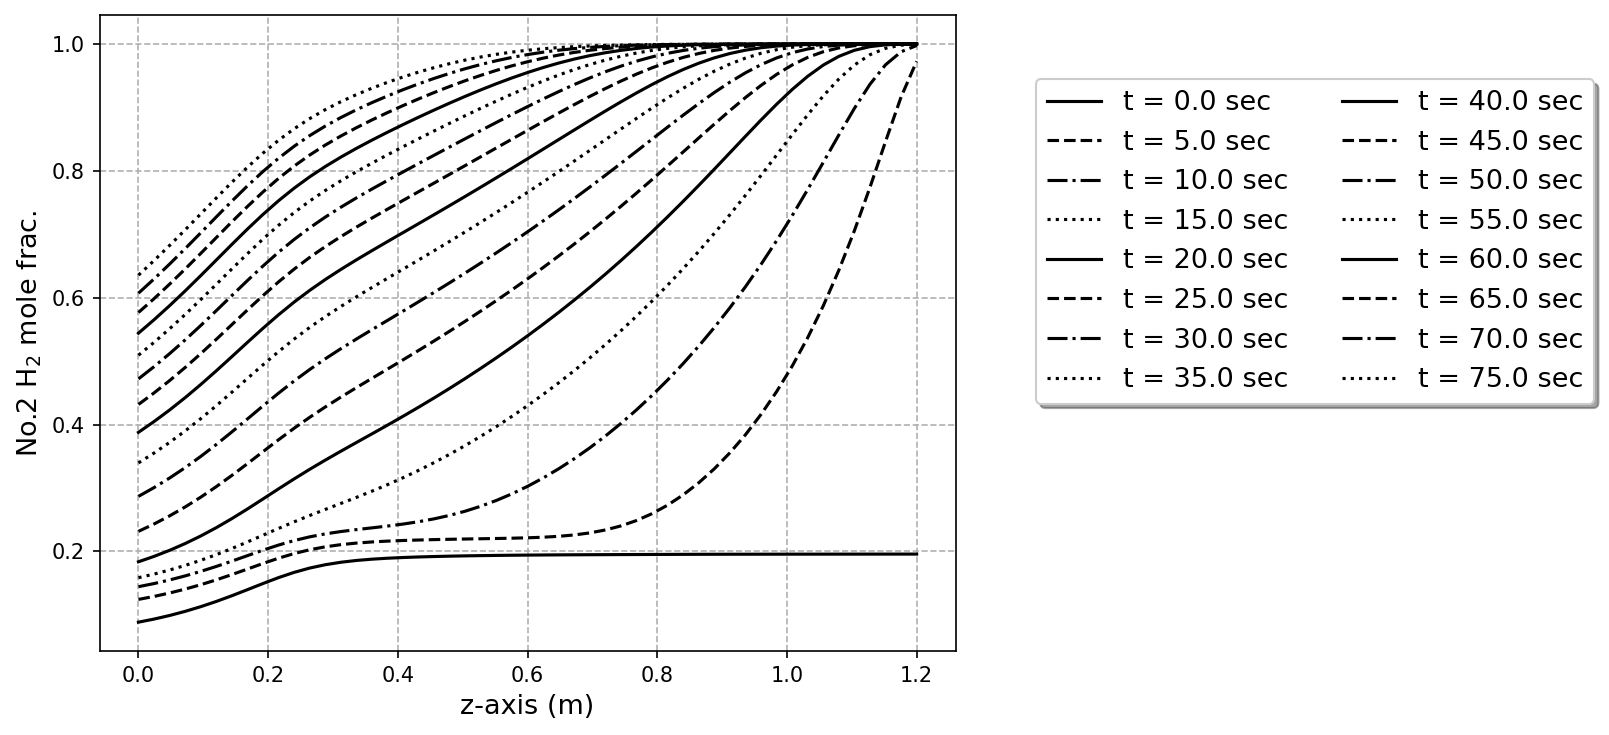 1.0
0.8
0.6
0.4
0.2
No.2 H₂ mole frac.
0.0 0.2 0.4 0.6 0.8 1.0 1.2
z-axis (m)
t = 0.0 sec
t = 5.0 sec
t = 10.0 sec
t = 15.0 sec
t = 20.0 sec
t = 25.0 sec
t = 30.0 sec
t = 35.0 sec
t = 40.0 sec
t = 45.0 sec
t = 50.0 sec
t = 55.0 sec
t = 60.0 sec
t = 65.0 sec
t = 70.0 sec
t = 75.0 sec